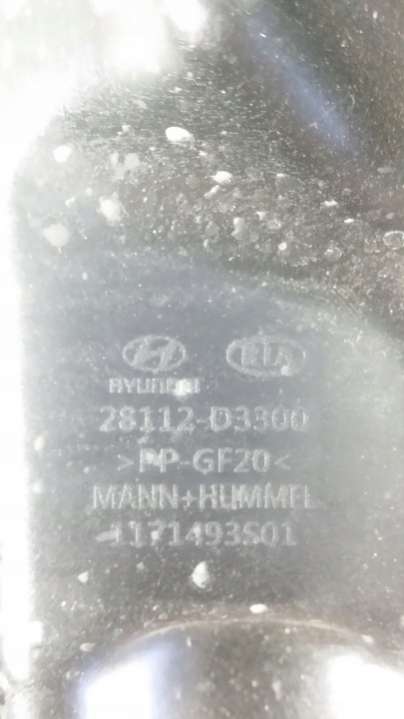 KIA
HYUNDAI
28112-D3300
>PP-GF20<
MANN+HUMMEL
1171493S01